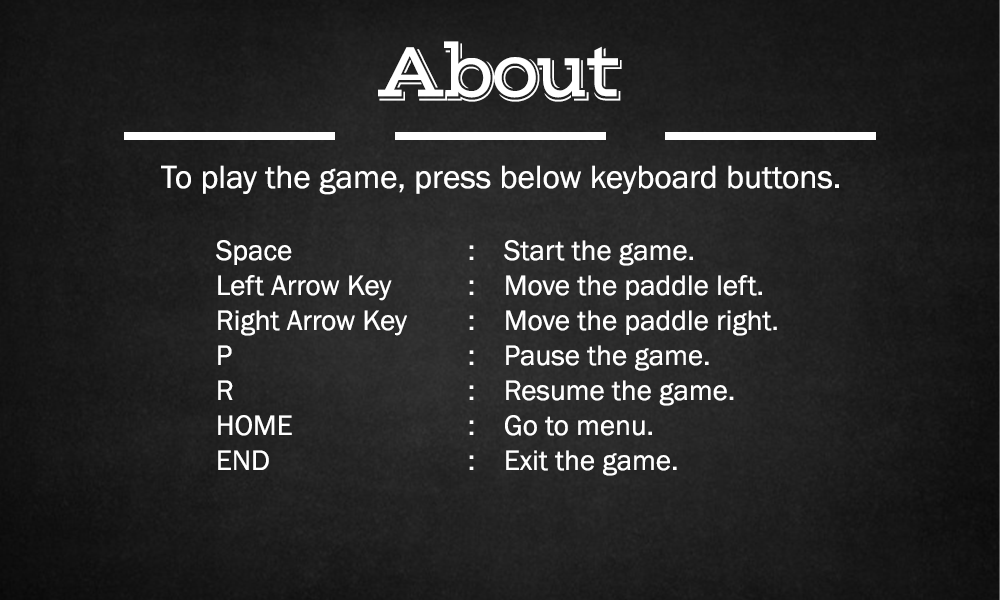 About
To play the game, press below keyboard buttons.
Space : Start the game.
Left Arrow Key : Move the paddle left.
Right Arrow Key : Move the paddle right.
P : Pause the game.
R : Resume the game.
HOME : Go to menu.
END : Exit the game.